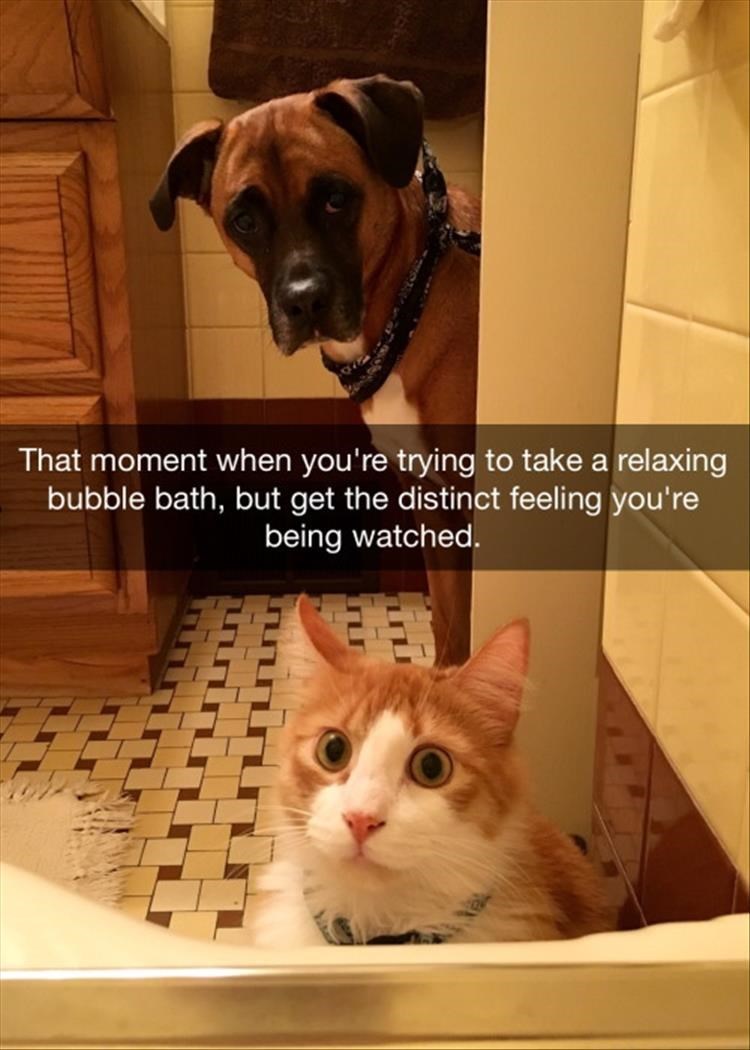 That moment when you're trying to take a relaxing
bubble bath, but get the distinct feeling you're
being watched.